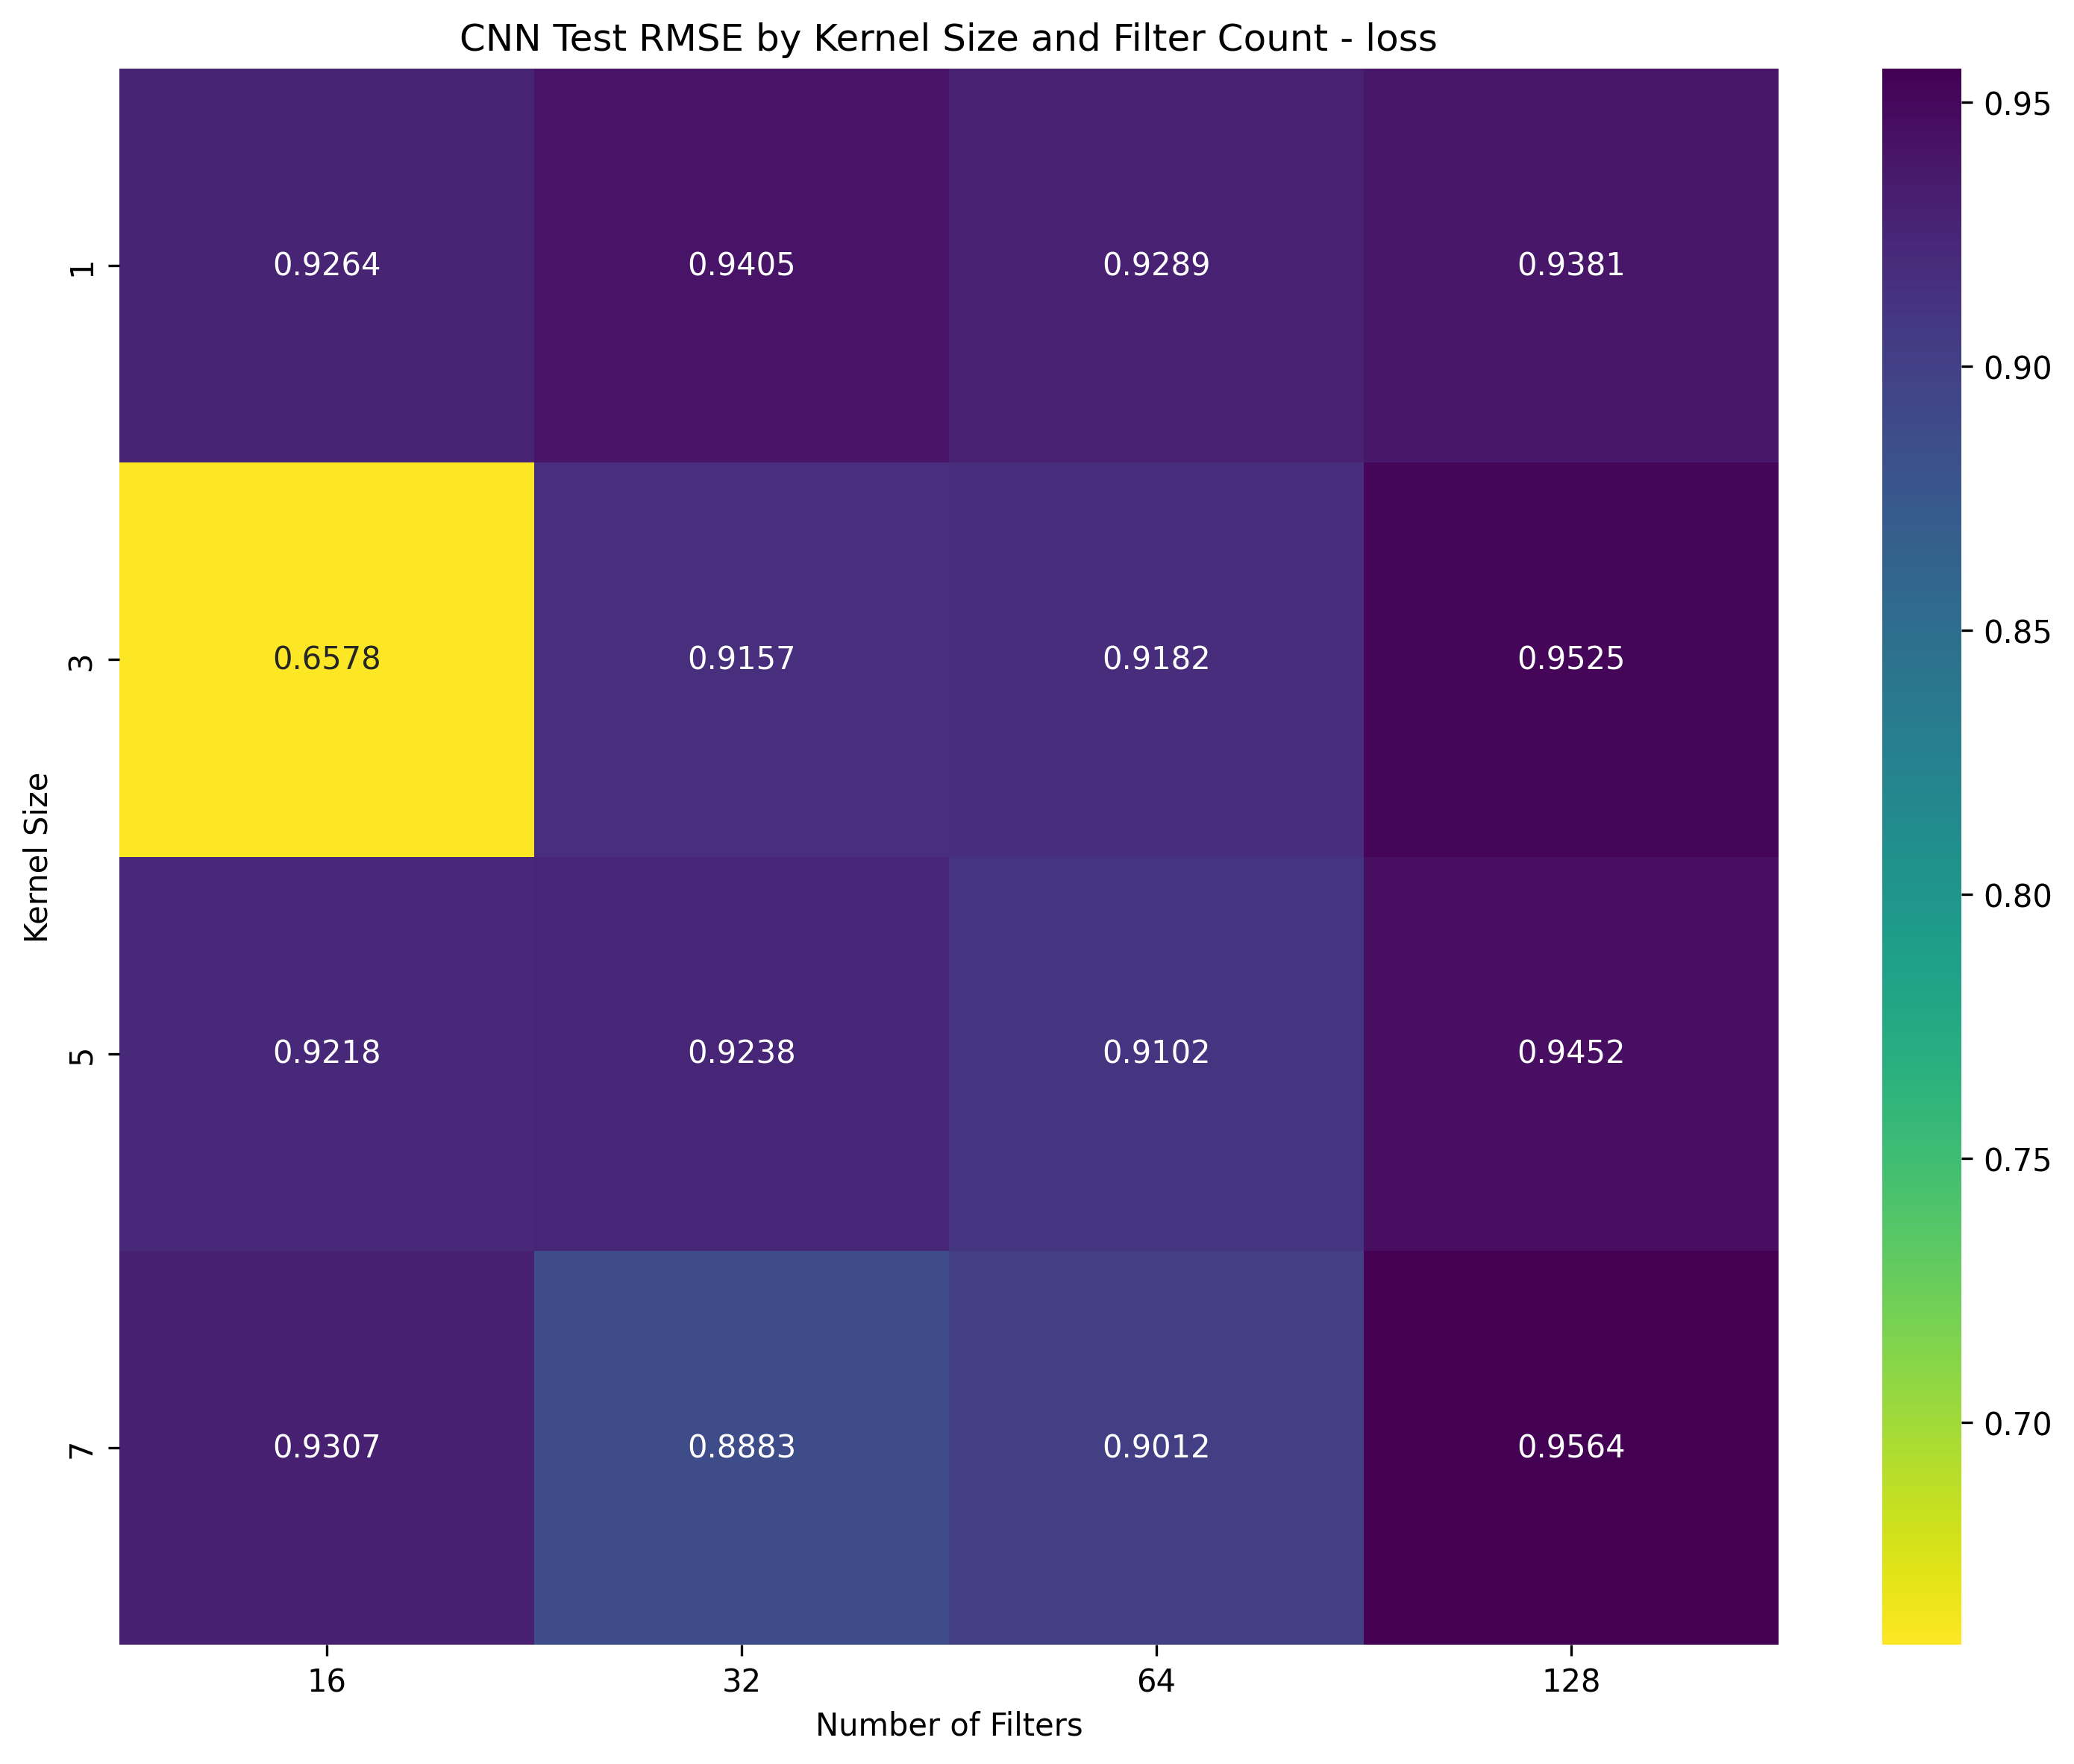 CNN Test RMSE by Kernel Size and Filter Count - loss
0.9264 0.9405 0.9289 0.9381
0.6578 0.9157 0.9182 0.9525
0.9218 0.9238 0.9102 0.9452
0.9307 0.8883 0.9012 0.9564
Kernel Size
1
3
5
7
16 32 64 128
Number of Filters
0.95
0.90
0.85
0.80
0.75
0.70